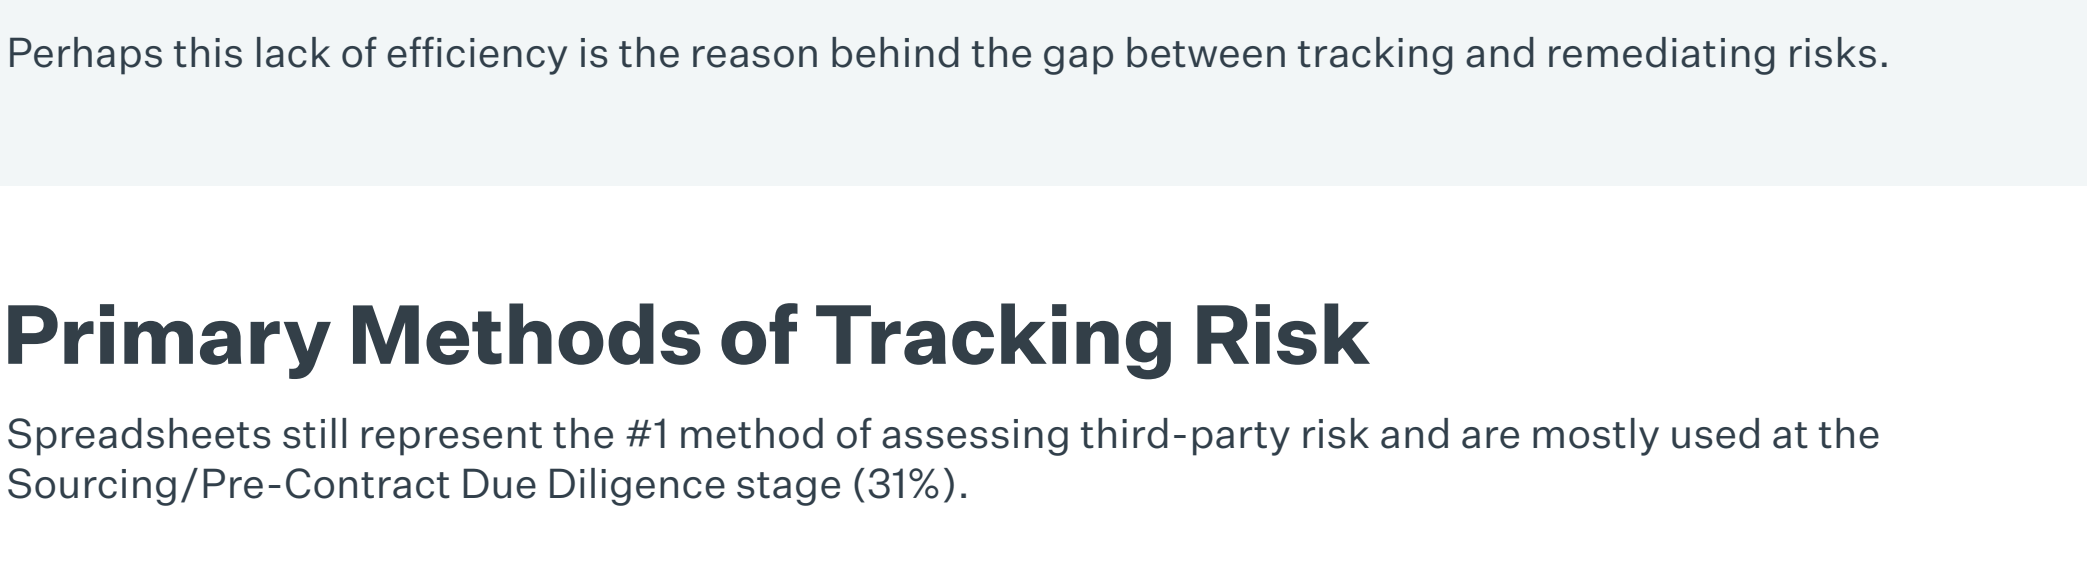 Perhaps this lack of efficiency is the reason behind the gap between tracking and remediating risks.
Primary Methods of Tracking Risk
Spreadsheets still represent the #1 method of assessing third-party risk and are mostly used at the
Sourcing/Pre-Contract Due Diligence stage (31%).